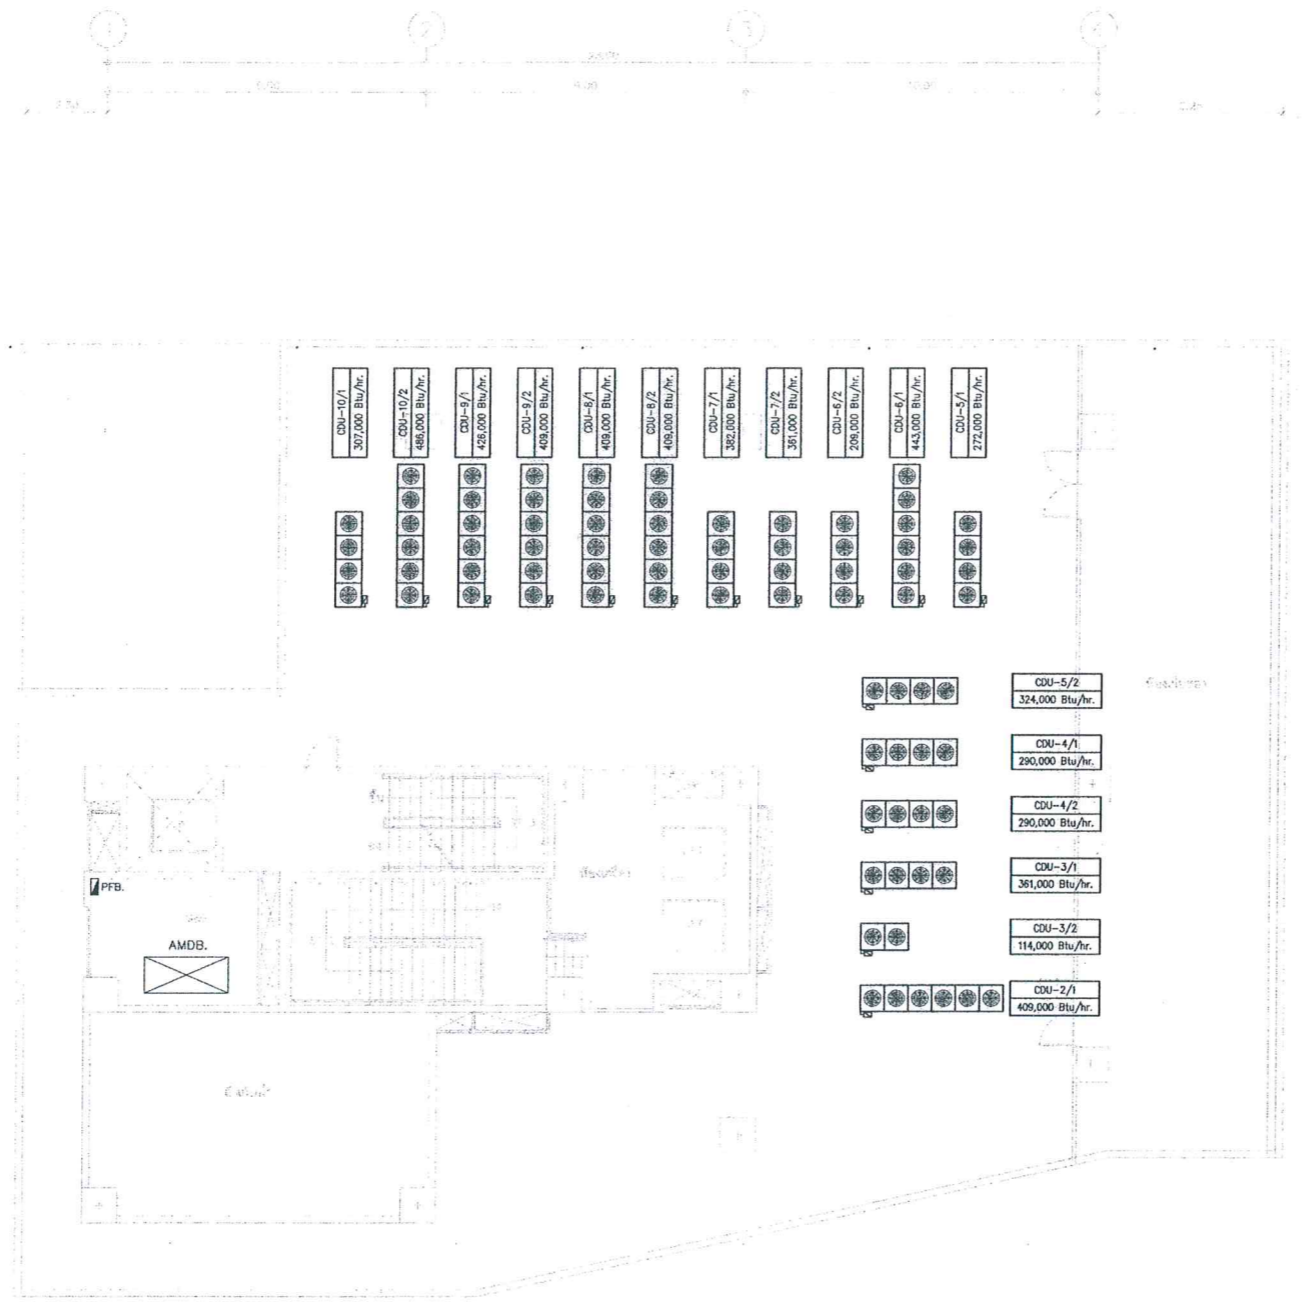 1
2
3
4
CDU-10/1
307,000 Btu/hr.
CDU-10/2
486,000 Btu/hr.
CDU-9/1
426,000 Btu/hr.
CDU-9/2
409,000 Btu/hr.
CDU-8/1
409,000 Btu/hr.
CDU-8/2
409,000 Btu/hr.
CDU-7/1
382,000 Btu/hr.
CDU-7/2
361,000 Btu/hr.
CDU-6/2
209,000 Btu/hr.
CDU-6/1
443,000 Btu/hr.
CDU-5/1
272,000 Btu/hr.
CDU-5/2
324,000 Btu/hr.
CDU-4/1
290,000 Btu/hr.
CDU-4/2
290,000 Btu/hr.
CDU-3/1
361,000 Btu/hr.
CDU-3/2
114,000 Btu/hr.
CDU-2/1
409,000 Btu/hr.
PFB.
AMDB.